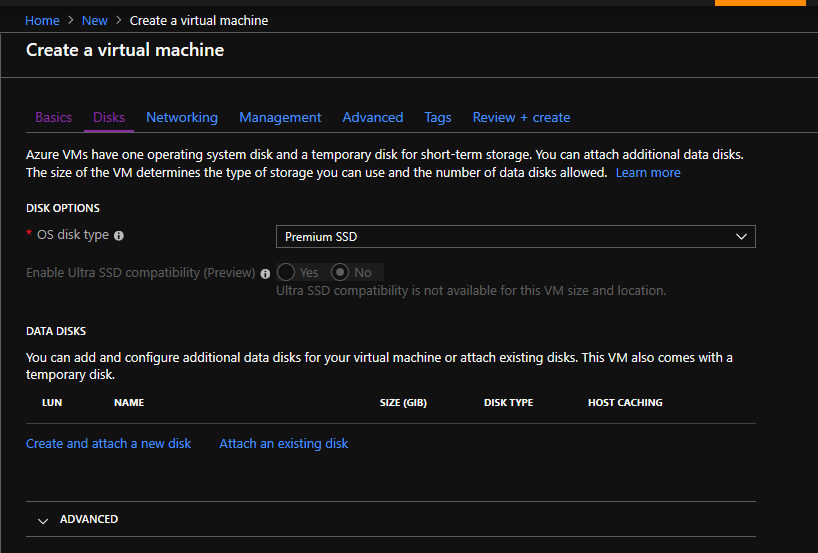 Home > New > Create a virtual machine
Create a virtual machine
Basics Disks Networking Management Advanced Tags Review + create
Azure VMs have one operating system disk and a temporary disk for short-term storage. You can attach additional data disks.
The size of the VM determines the type of storage you can use and the number of data disks allowed. Learn more
DISK OPTIONS
* OS disk type Premium SSD
Enable Ultra SSD compatibility (Preview) Yes No
Ultra SSD compatibility is not available for this VM size and location.
DATA DISKS
You can add and configure additional data disks for your virtual machine or attach existing disks. This VM also comes with a
temporary disk.
LUN NAME SIZE (GIB) DISK TYPE HOST CACHING
Create and attach a new disk Attach an existing disk
ADVANCED